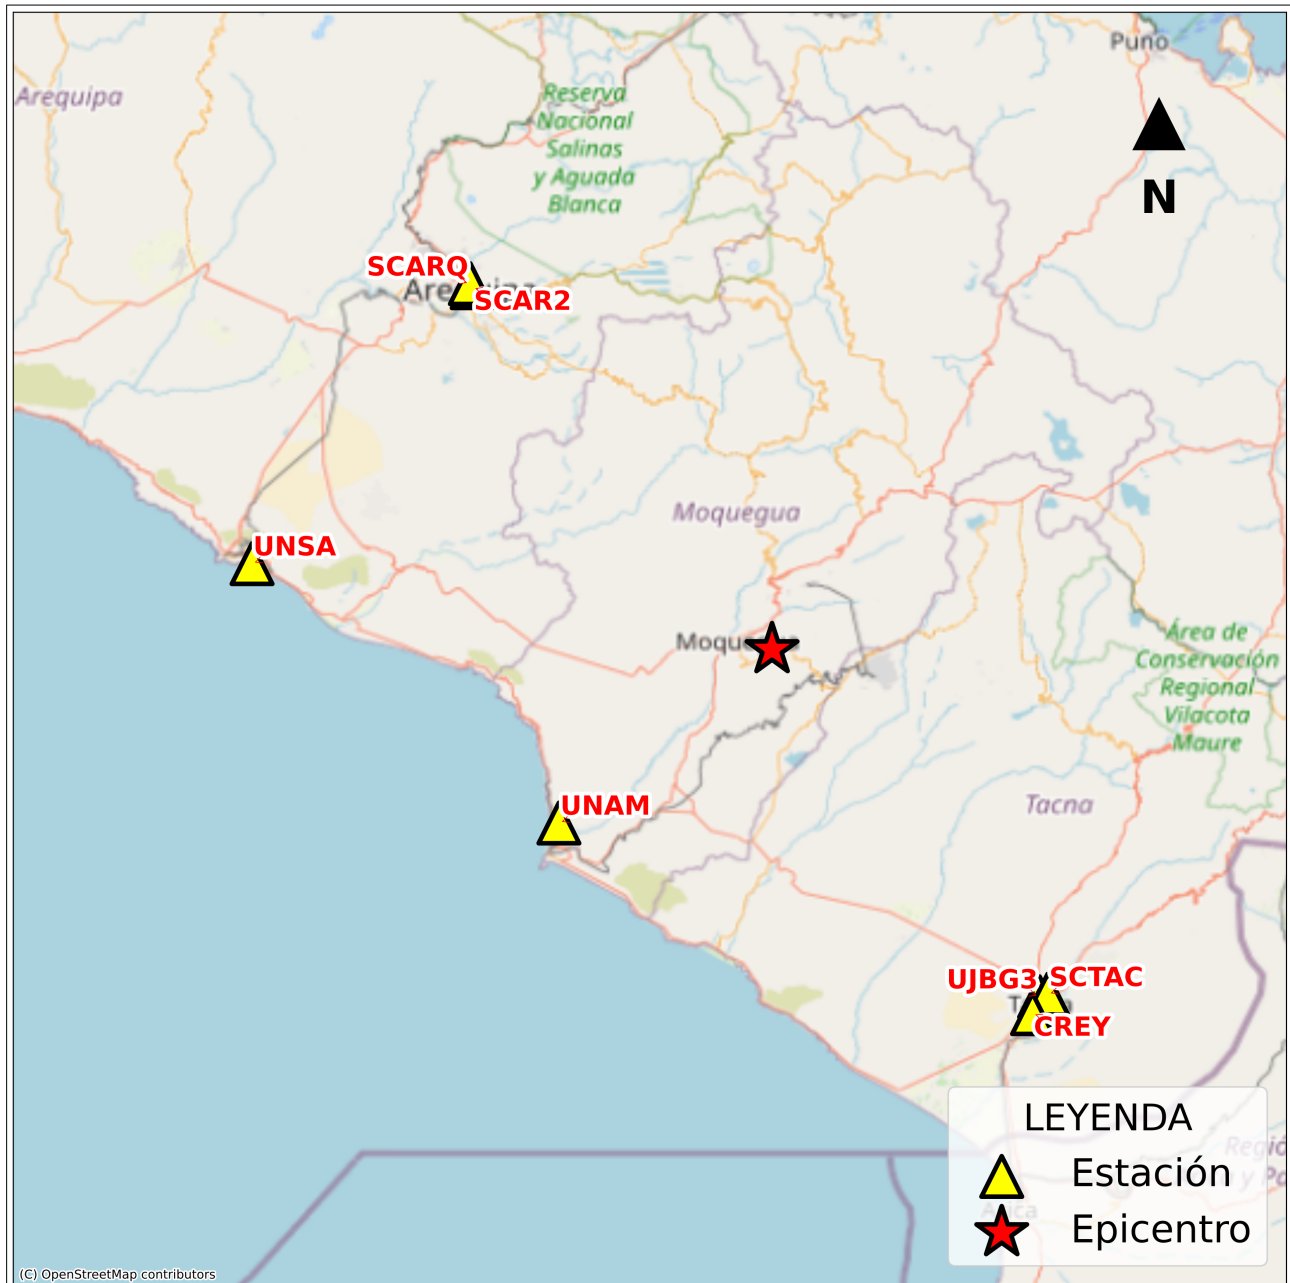 Puno
Arequipa
Reserva
Nacional
Salinas
y Aguada
Blanca
N
SCARQ
SCAR2
Moquegua
UNSA
Área de
Conservación
Regional
Vilacota
Maure
UNAM
Tacna
UJBG3
SCTAC
CREY
LEYENDA
Estación
Epicentro
Arica
(C) OpenStreetMap contributors